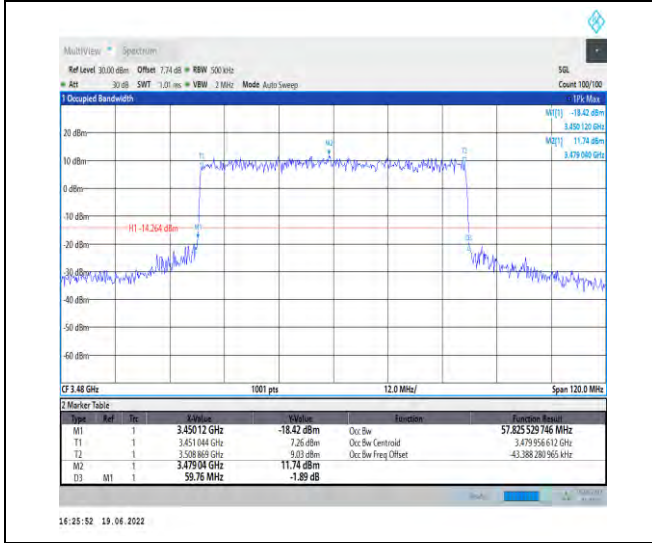 MultiView Spectrum
Ref Level 30.00 dBm Offset 7.74 dB RBW 500 kHz SGL
Att 30 dB SWT 1.01 ms VBW 2 MHz Mode Auto Sweep Count 100/100
1 Occupied Bandwidth 1Pk Max
M1[1] -18.42 dBm
3.450 120 GHz
M2[1] 11.74 dBm
3.479 040 GHz
20 dBm
T1 M2 T2
10 dBm
0 dBm
-10 dBm
H1 -14.264 dBm M1
-20 dBm
D3
-30 dBm
-40 dBm
-50 dBm
-60 dBm
CF 3.48 GHz 1001 pts 12.0 MHz/ Span 120.0 MHz
2 Marker Table
Type Ref Trc X-Value Y-Value Function Function Result
M1 1 3.45012 GHz -18.42 dBm Occ Bw 57.825 529 746 MHz
T1 1 3.451 044 GHz 7.26 dBm Occ Bw Centroid 3.479 956 612 GHz
T2 1 3.508 869 GHz 9.03 dBm Occ Bw Freq Offset -43.388 280 965 kHz
M2 1 3.479 04 GHz 11.74 dBm
D3 M1 1 59.76 MHz -1.89 dB
16:25:52 19.06.2022